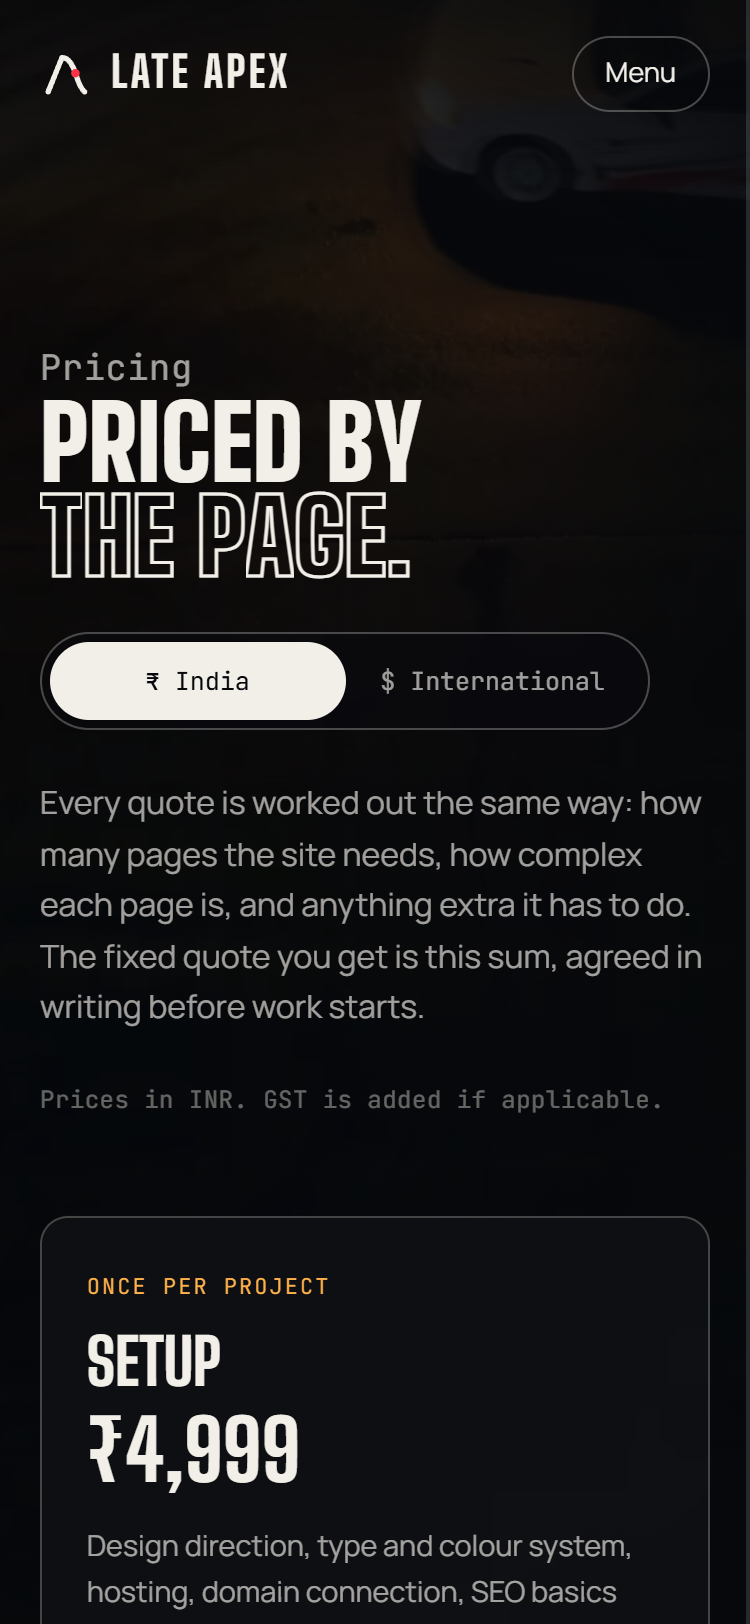 LATE APEX
Menu
Pricing
PRICED BY
THE PAGE.
₹ India
$ International
Every quote is worked out the same way: how
many pages the site needs, how complex
each page is, and anything extra it has to do.
The fixed quote you get is this sum, agreed in
writing before work starts.
Prices in INR. GST is added if applicable.
ONCE PER PROJECT
SETUP
₹4,999
Design direction, type and colour system,
hosting, domain connection, SEO basics